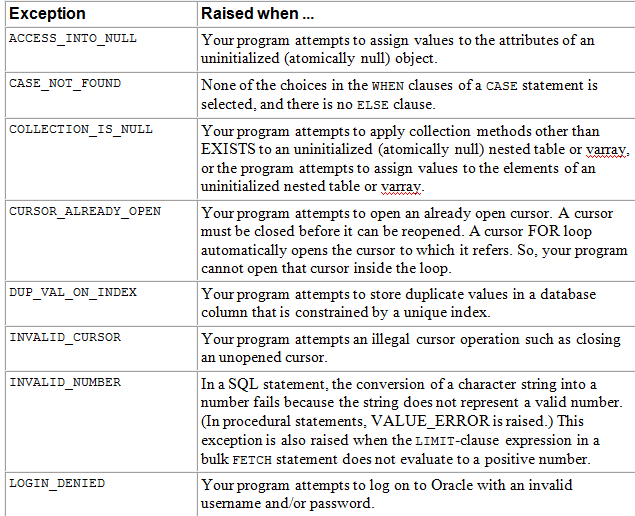 Exception Raised when ...
ACCESS_INTO_NULL Your program attempts to assign values to the attributes of an
uninitialized (atomically null) object.
CASE_NOT_FOUND None of the choices in the WHEN clauses of a CASE statement is
selected, and there is no ELSE clause.
COLLECTION_IS_NULL Your program attempts to apply collection methods other than
EXISTS to an uninitialized (atomically null) nested table or varray,
or the program attempts to assign values to the elements of an
uninitialized nested table or varray.
CURSOR_ALREADY_OPEN Your program attempts to open an already open cursor. A cursor
must be closed before it can be reopened. A cursor FOR loop
automatically opens the cursor to which it refers. So, your program
cannot open that cursor inside the loop.
DUP_VAL_ON_INDEX Your program attempts to store duplicate values in a database
column that is constrained by a unique index.
INVALID_CURSOR Your program attempts an illegal cursor operation such as closing
an unopened cursor.
INVALID_NUMBER In a SQL statement, the conversion of a character string into a
number fails because the string does not represent a valid number.
(In procedural statements, VALUE_ERROR is raised.) This
exception is also raised when the LIMIT-clause expression in a
bulk FETCH statement does not evaluate to a positive number.
LOGIN_DENIED Your program attempts to log on to Oracle with an invalid
username and/or password.